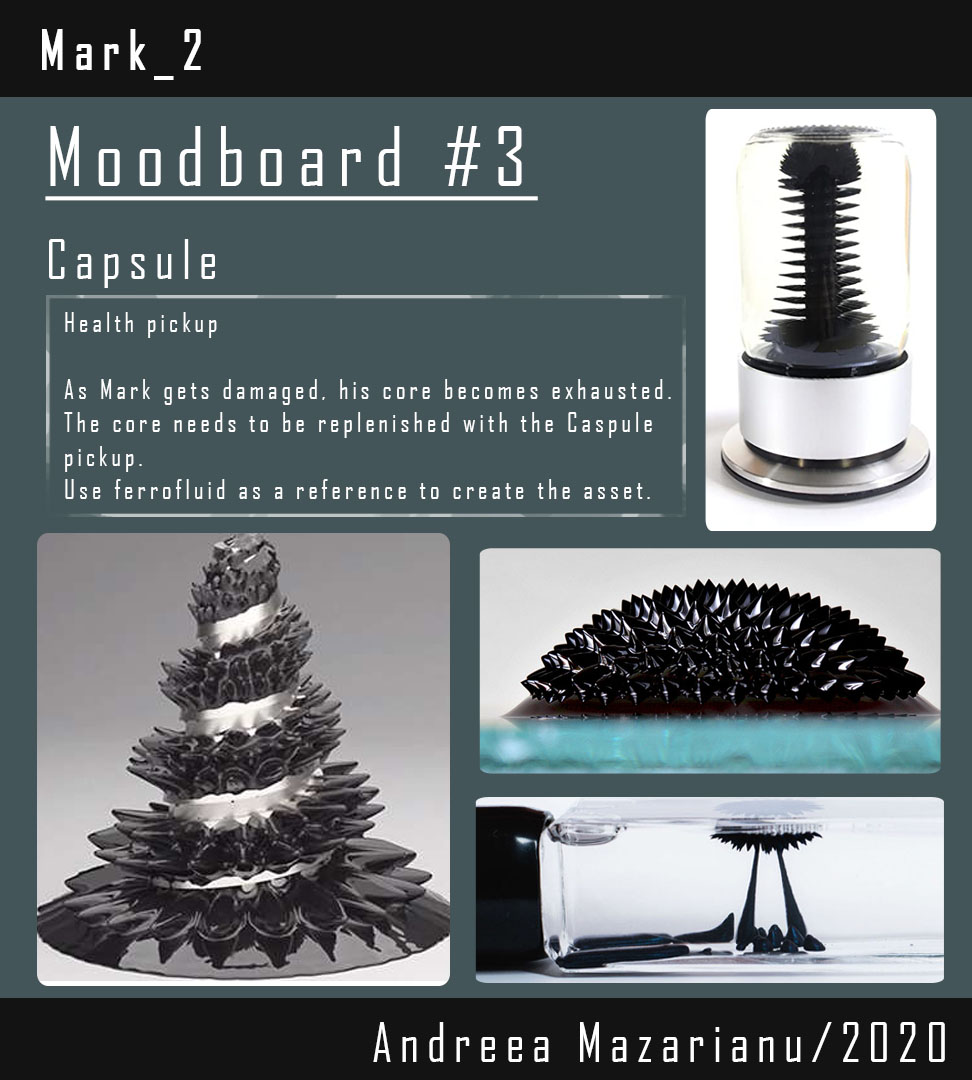 Mark_2
Moodboard #3
Capsule
Health pickup
As Mark gets damaged, his core becomes exhausted.
The core needs to be replenished with the Caspule
pickup.
Use ferrofluid as a reference to create the asset.
Andreea Mazarianu/2020